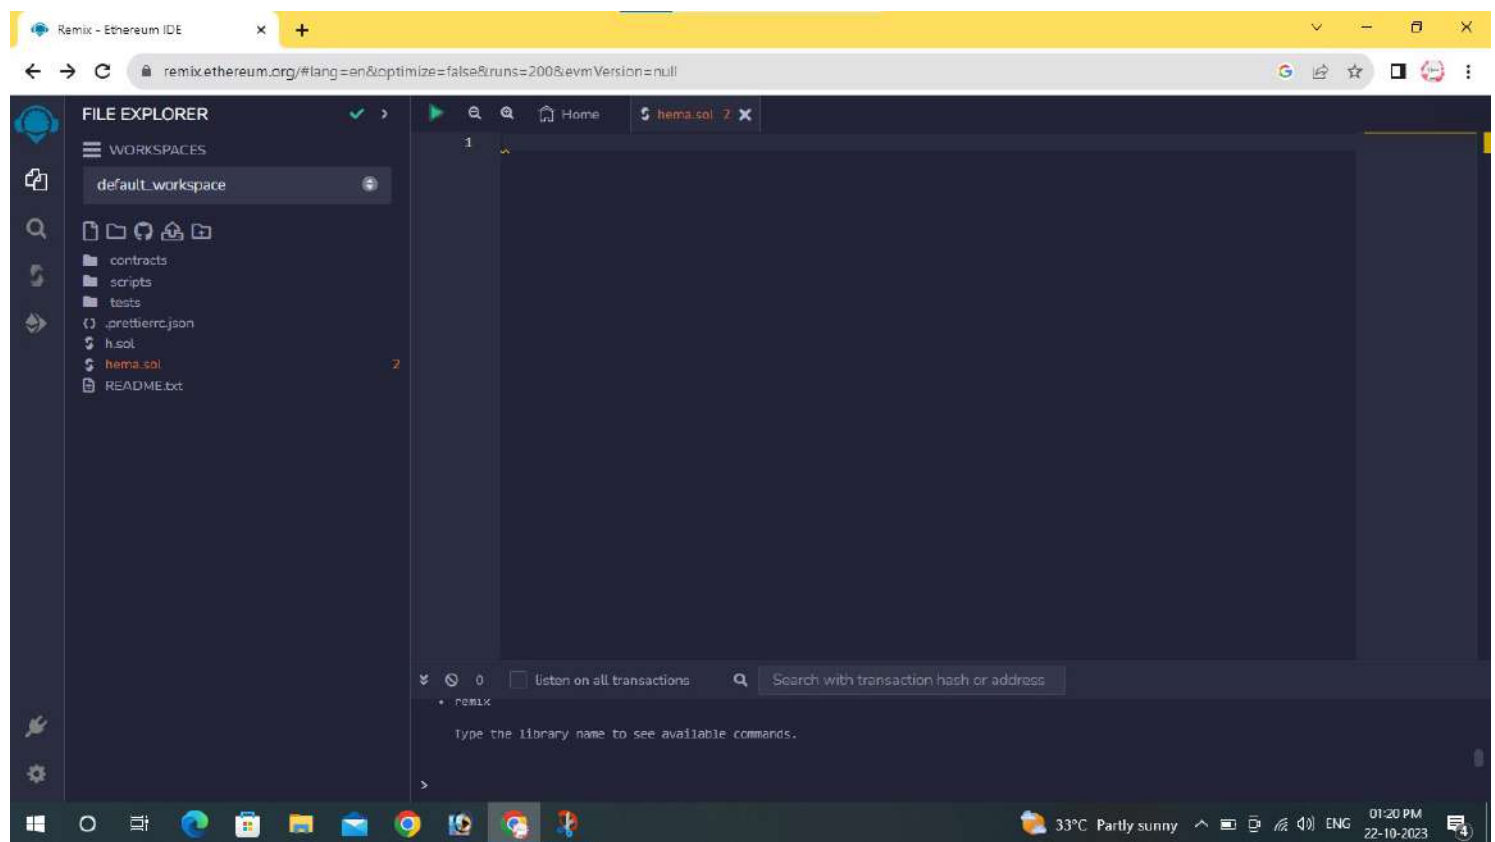 Remix - Ethereum IDE
remix.ethereum.org/#lang=en&optimize=false&runs=200&evmVersion=null
FILE EXPLORER
Home
hema.sol 2
WORKSPACES
1
default_workspace
contracts
scripts
tests
.prettierrc.json
h.sol
hema.sol 2
README.txt
0 listen on all transactions Search with transaction hash or address
remix
Type the library name to see available commands.
>
33°C Partly sunny
ENG
01:20 PM
22-10-2023
4